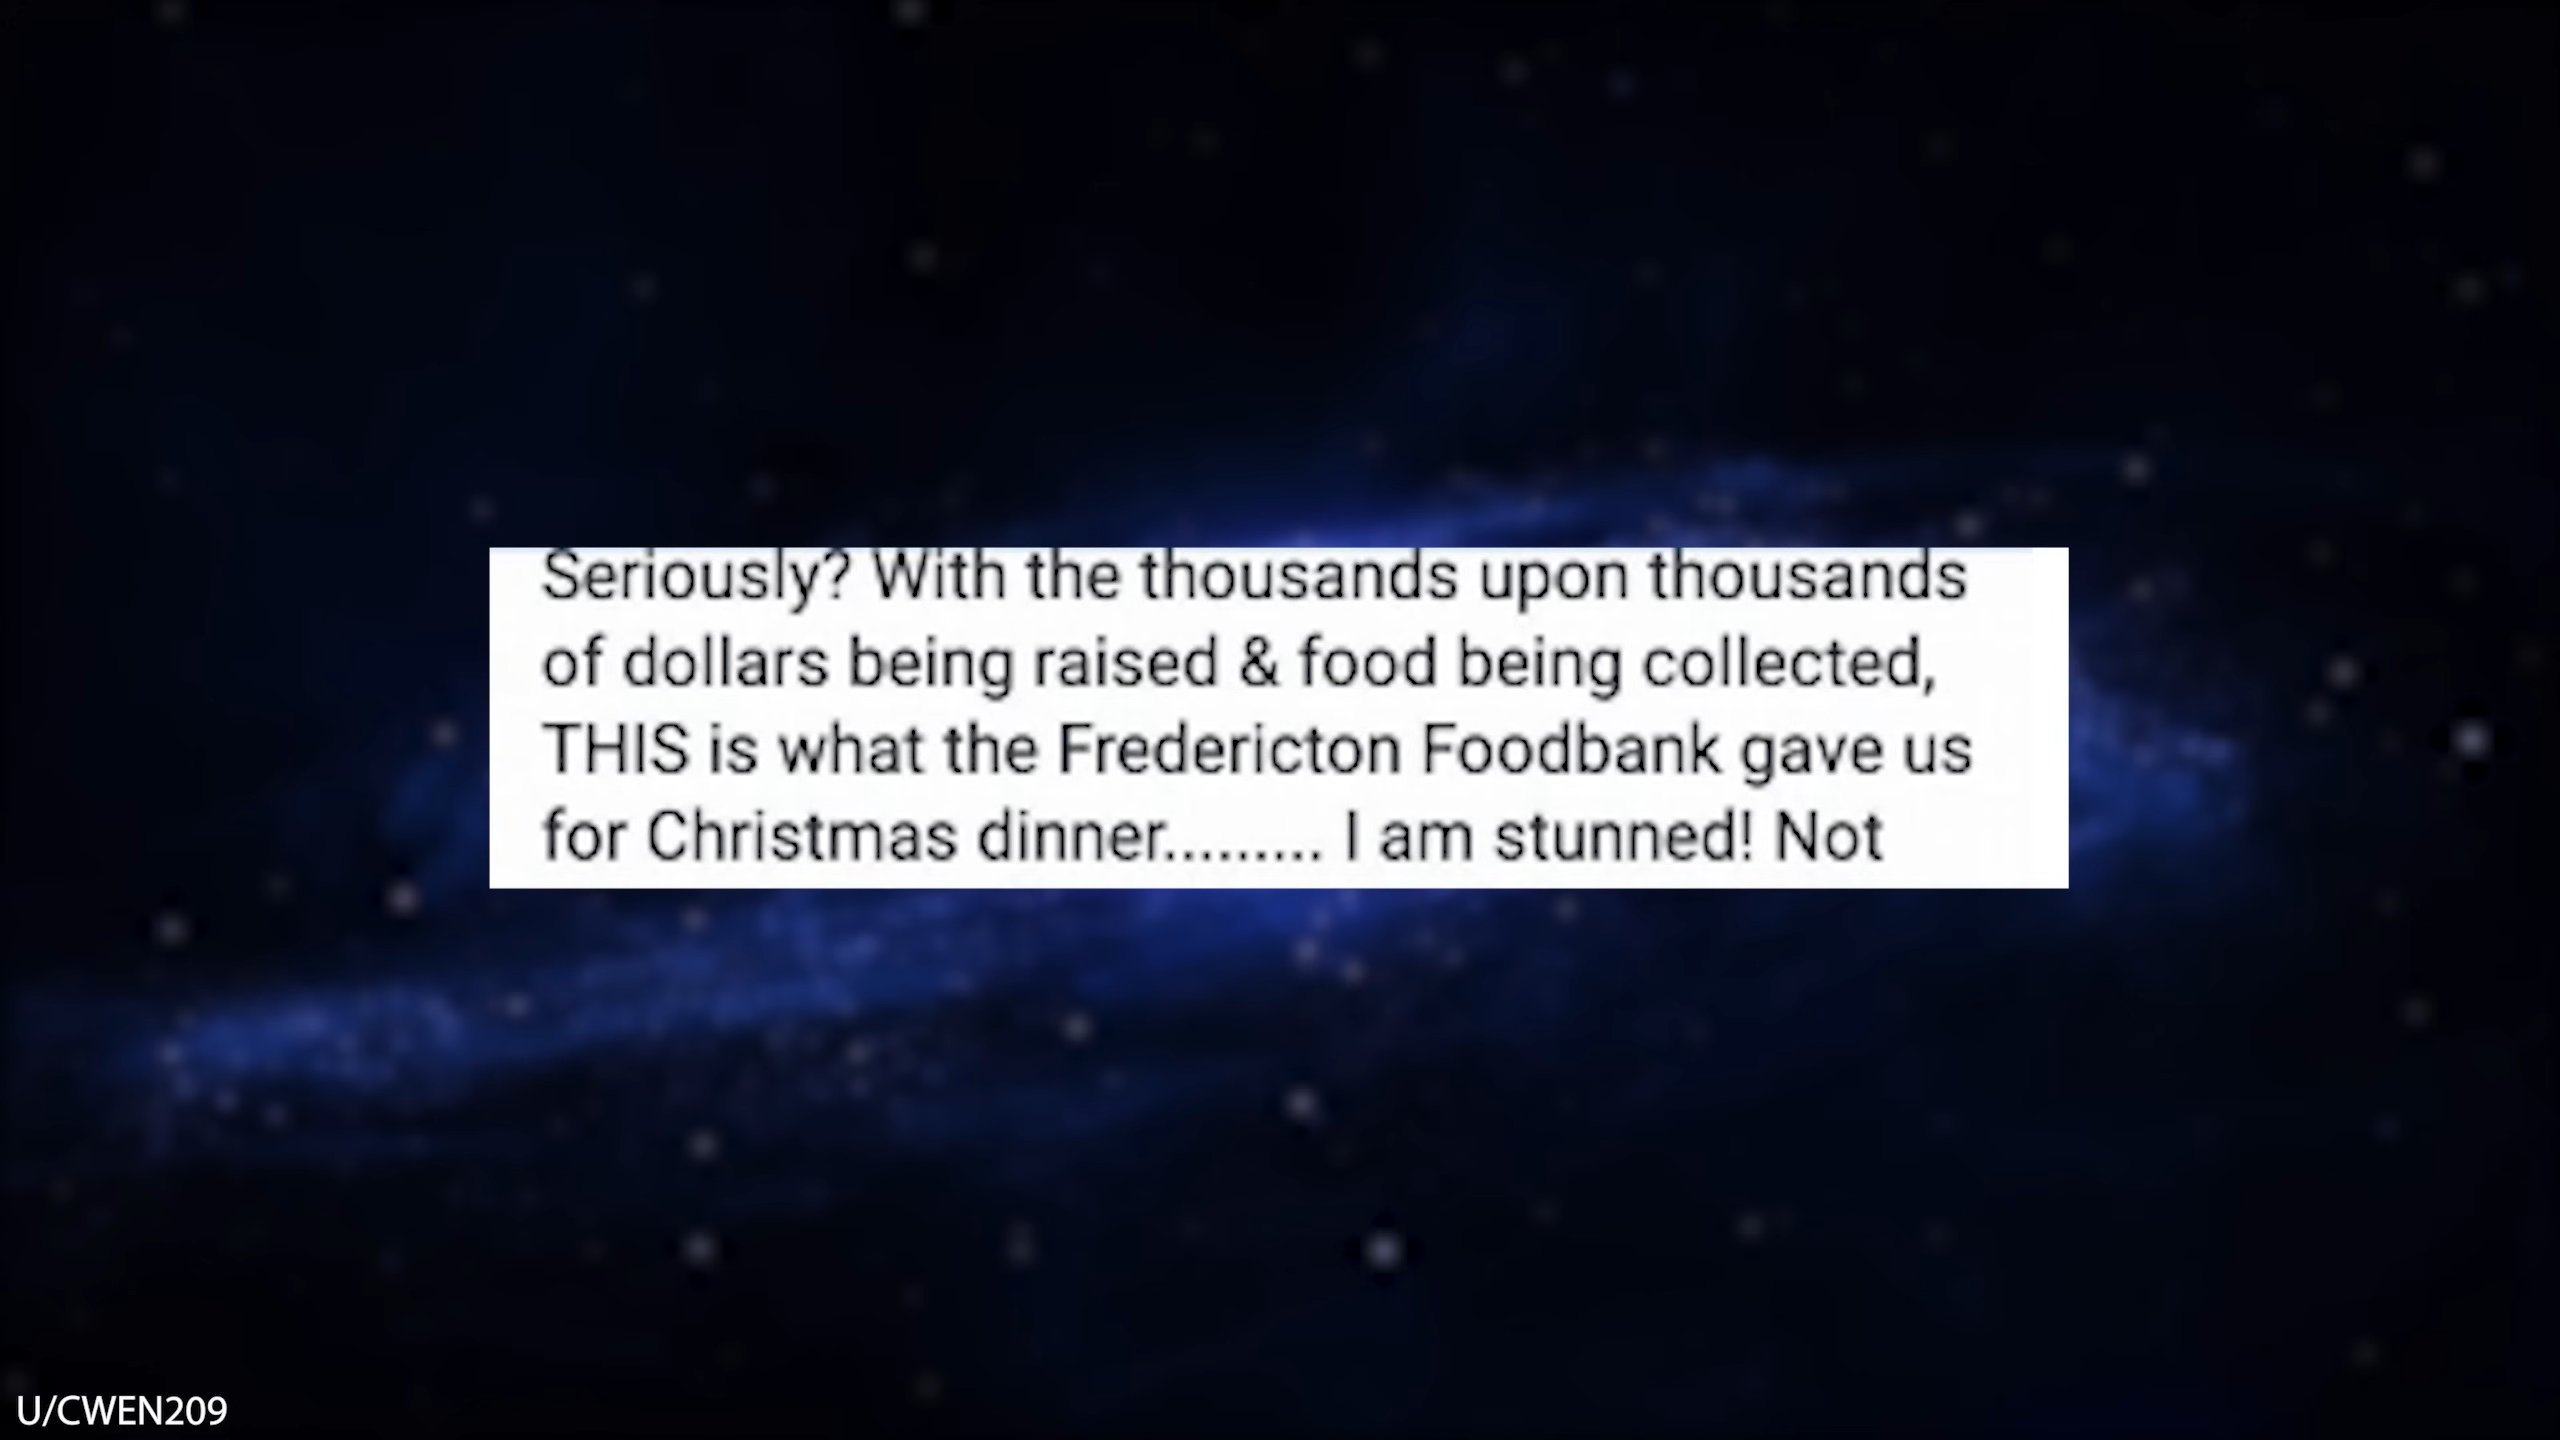 Seriously? With the thousands upon thousands
of dollars being raised & food being collected,
THIS is what the Fredericton Foodbank gave us
for Christmas dinner......... I am stunned! Not
U/CWEN209